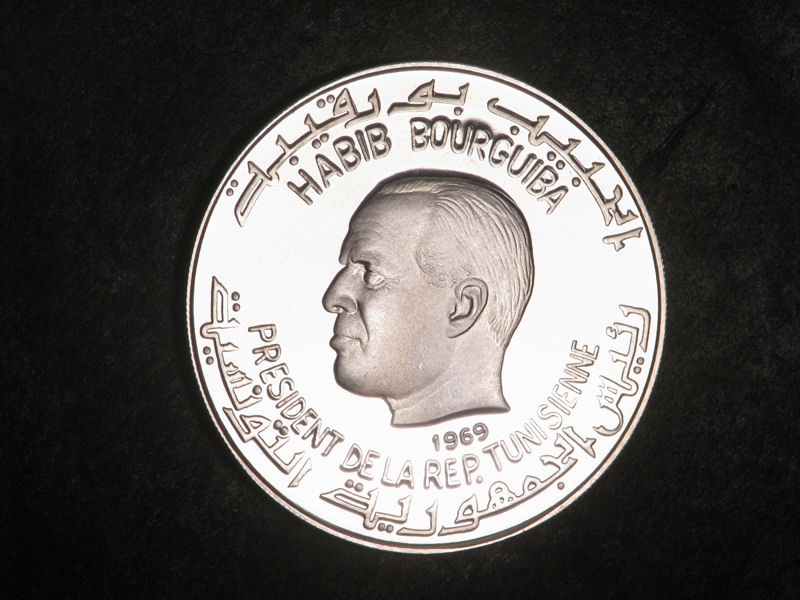 الحبيب بورقيبة
HABIB BOURGUIBA
1969
PRESIDENT DE LA REP. TUNISIENNE
رئيس الجمهورية التونسية